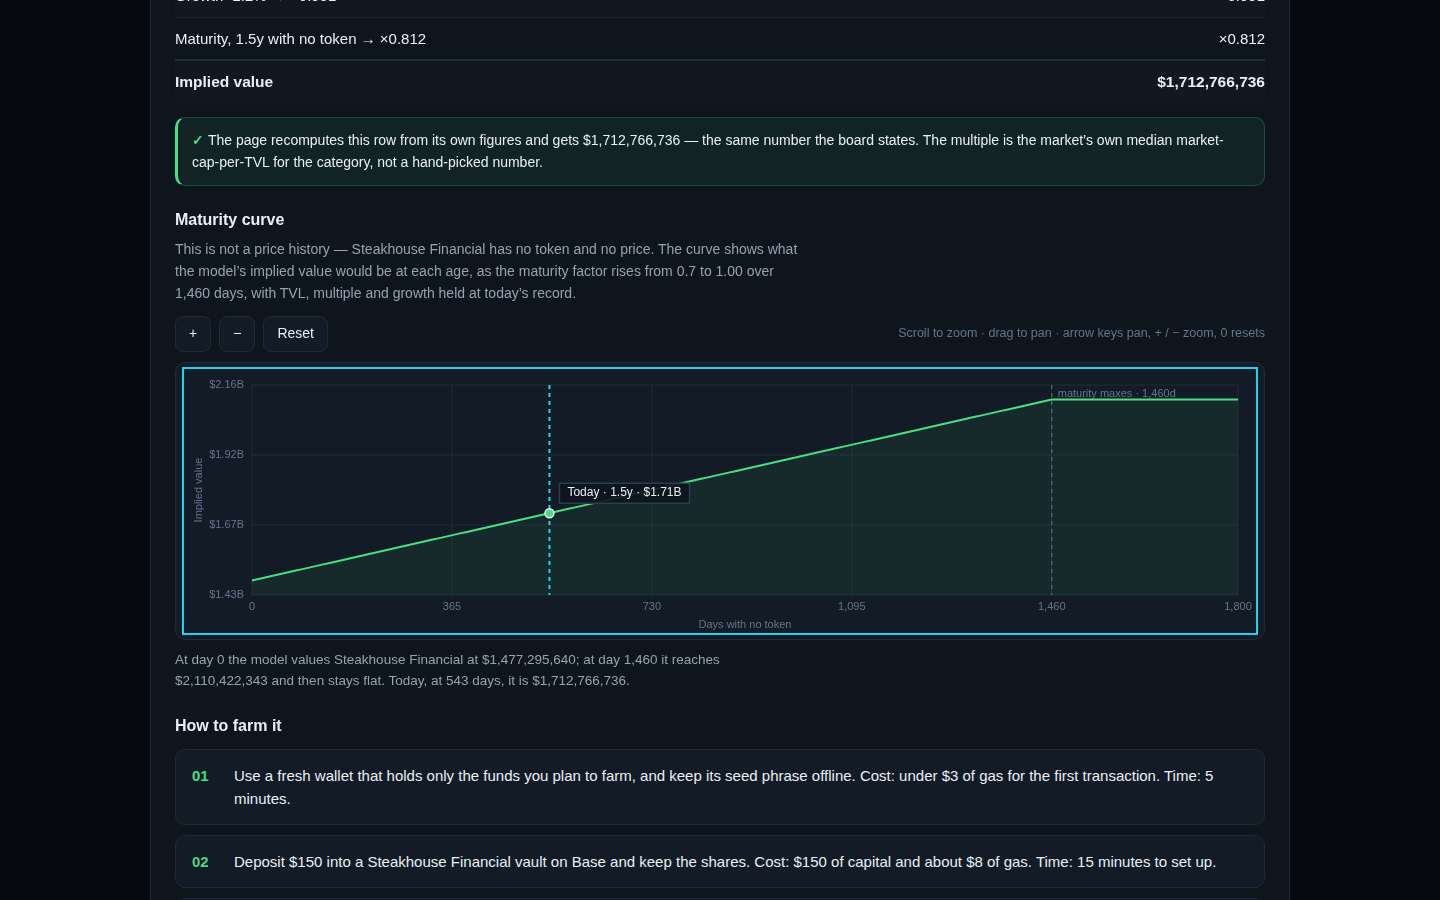 Maturity, 1.5y with no token → ×0.812
×0.812
Implied value
$1,712,766,736
✓ The page recomputes this row from its own figures and gets $1,712,766,736 — the same number the board states. The multiple is the market’s own median market-
cap-per-TVL for the category, not a hand-picked number.
Maturity curve
This is not a price history — Steakhouse Financial has no token and no price. The curve shows what
the model’s implied value would be at each age, as the maturity factor rises from 0.7 to 1.00 over
1,460 days, with TVL, multiple and growth held at today’s record.
+
−
Reset
Scroll to zoom · drag to pan · arrow keys pan, + / − zoom, 0 resets
$2.16B
maturity maxes · 1,460d
$1.92B
Implied value
Today · 1.5y · $1.71B
$1.67B
$1.43B
0
365
730
1,095
1,460
1,800
Days with no token
At day 0 the model values Steakhouse Financial at $1,477,295,640; at day 1,460 it reaches
$2,110,422,343 and then stays flat. Today, at 543 days, it is $1,712,766,736.
How to farm it
01
Use a fresh wallet that holds only the funds you plan to farm, and keep its seed phrase offline. Cost: under $3 of gas for the first transaction. Time: 5
minutes.
02
Deposit $150 into a Steakhouse Financial vault on Base and keep the shares. Cost: $150 of capital and about $8 of gas. Time: 15 minutes to set up.